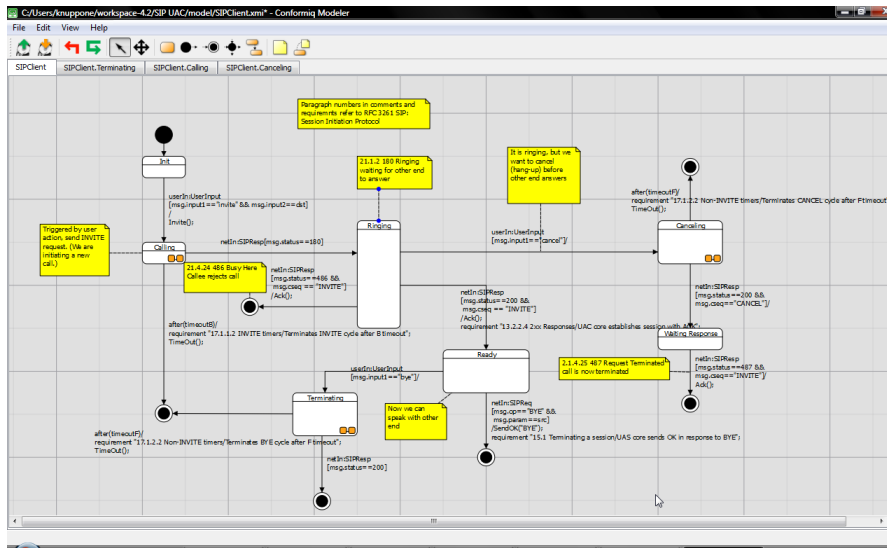 C:/Users/knuppone/workspace-4.2/SIP UAC/model/SIPClient.xmi* - Conformiq Modeler
File Edit View Help
SIPClient SIPClient.Terminating SIPClient.Calling SIPClient.Canceling
Paragraph numbers in comments and
requiremnts refer to RFC3261 SIP:
Session Initiation Protocol
Init
21.1.2 180 Ringing
waiting for other end
to answer
It is ringing, but we
want to cancel
(hang-up) before
other end answers
userIn:UserInput
[msg.input1=="invite" && msg.input2==dst]
/
Invite();
after(timeoutF)/
requirement "17.1.2.2 Non-INVITE timers/Terminates CANCEL cycle after F timeout"
TimeOut();
Triggered by user
action, send INVITE
request. (We are
initiating a new
call.)
Calling
netIn:SIPResp[msg.status==180]
Ringing
userIn:UserInput
[msg.input1=="cancel"]/
Canceling
21.4.24 486 Busy Here
Callee rejects call
netIn:SIPResp
[msg.status==486 &&
msg.cseq == "INVITE"]
/Ack();
netIn:SIPResp
[msg.status==200 &&
msg.cseq == "INVITE"]
/Ack();
requirement "13.2.2.4 2xx Responses/UAC core establishes session with ACK";
netIn:SIPResp
[msg.status==200 &&
msg.cseq=="CANCEL"]/
after(timeoutB)/
requirement "17.1.1.2 INVITE timers/Terminates INVITE cycle after B timeout";
TimeOut();
Waiting Response
Ready
2.1.4.25 487 Request Terminated
call is now terminated
netIn:SIPResp
[msg.status==487 &&
msg.cseq=="INVITE"]/
Ack();
userIn:UserInput
[msg.input1=="bye"]/
Terminating
Now we can
speak with other
end
netIn:SIPReq
[msg.op=="BYE" &&
msg.param==src]
/SendOK("BYE");
requirement "15.1 Terminating a session/UAS core sends OK in response to BYE";
after(timeoutF)/
requirement "17.1.2.2 Non-INVITE timers/Terminates BYE cycle after F timeout";
TimeOut();
netIn:SIPResp
[msg.status==200]